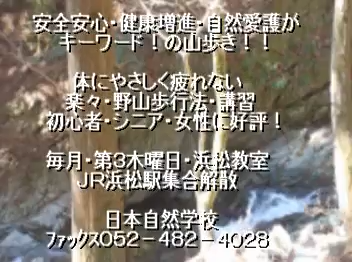 安全安心・健康増進・自然愛護が
キーワード！の山歩き！！
体にやさしく疲れない
楽々・野山歩行法・講習
初心者・シニア・女性に好評！
毎月・第3木曜日・浜松教室
JR浜松駅集合解散
日本自然学校
ﾌｧｯｸｽ052－482－4028